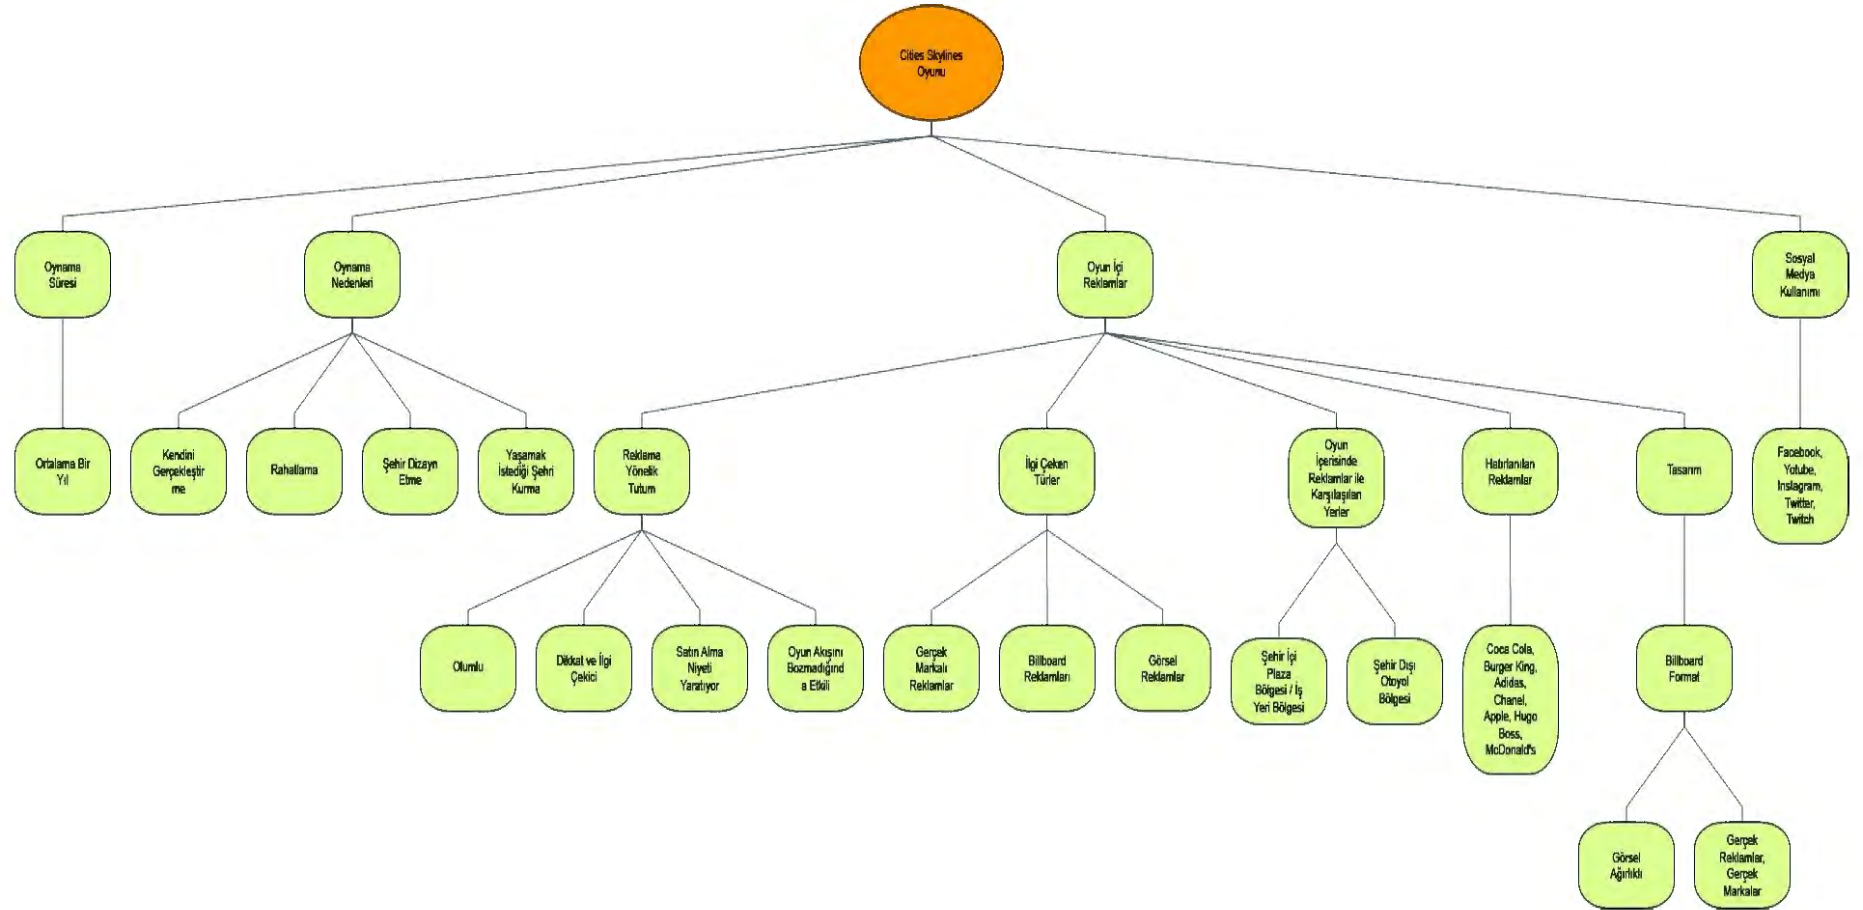 Cities Skylines
Oyunu
Oynama
Süresi
Oynama
Nedenleri
Oyun İçi
Reklamlar
Sosyal
Medya
Kullanımı
Ortalama Bir
Yıl
Kendini
Gerçekleştir
me
Rahatlama
Şehir Dizayn
Etme
Yaşamak
İstediği Şehri
Kurma
Reklama
Yönelik
Tutum
İlgi Çeken
Türler
Oyun
İçerisinde
Reklamlar ile
Karşılaşılan
Yerler
Hatırlanılan
Reklamlar
Tasarım
Facebook,
Yotube,
Instagram,
Twitter,
Twitch
Olumlu
Dikkat ve İlgi
Çekici
Satın Alma
Niyeti
Yaratıyor
Oyun Akışını
Bozmadığınd
a Etkili
Gerçek
Markalı
Reklamlar
Billboard
Reklamları
Görsel
Reklamlar
Şehir İçi
Plaza
Bölgesi / İş
Yeri Bölgesi
Şehir Dışı
Otoyol
Bölgesi
Coca Cola,
Burger King,
Adidas,
Chanel,
Apple, Hugo
Boss,
McDonald's
Billboard
Format
Görsel
Ağırlıklı
Gerçek
Reklamlar,
Gerçek
Markalar